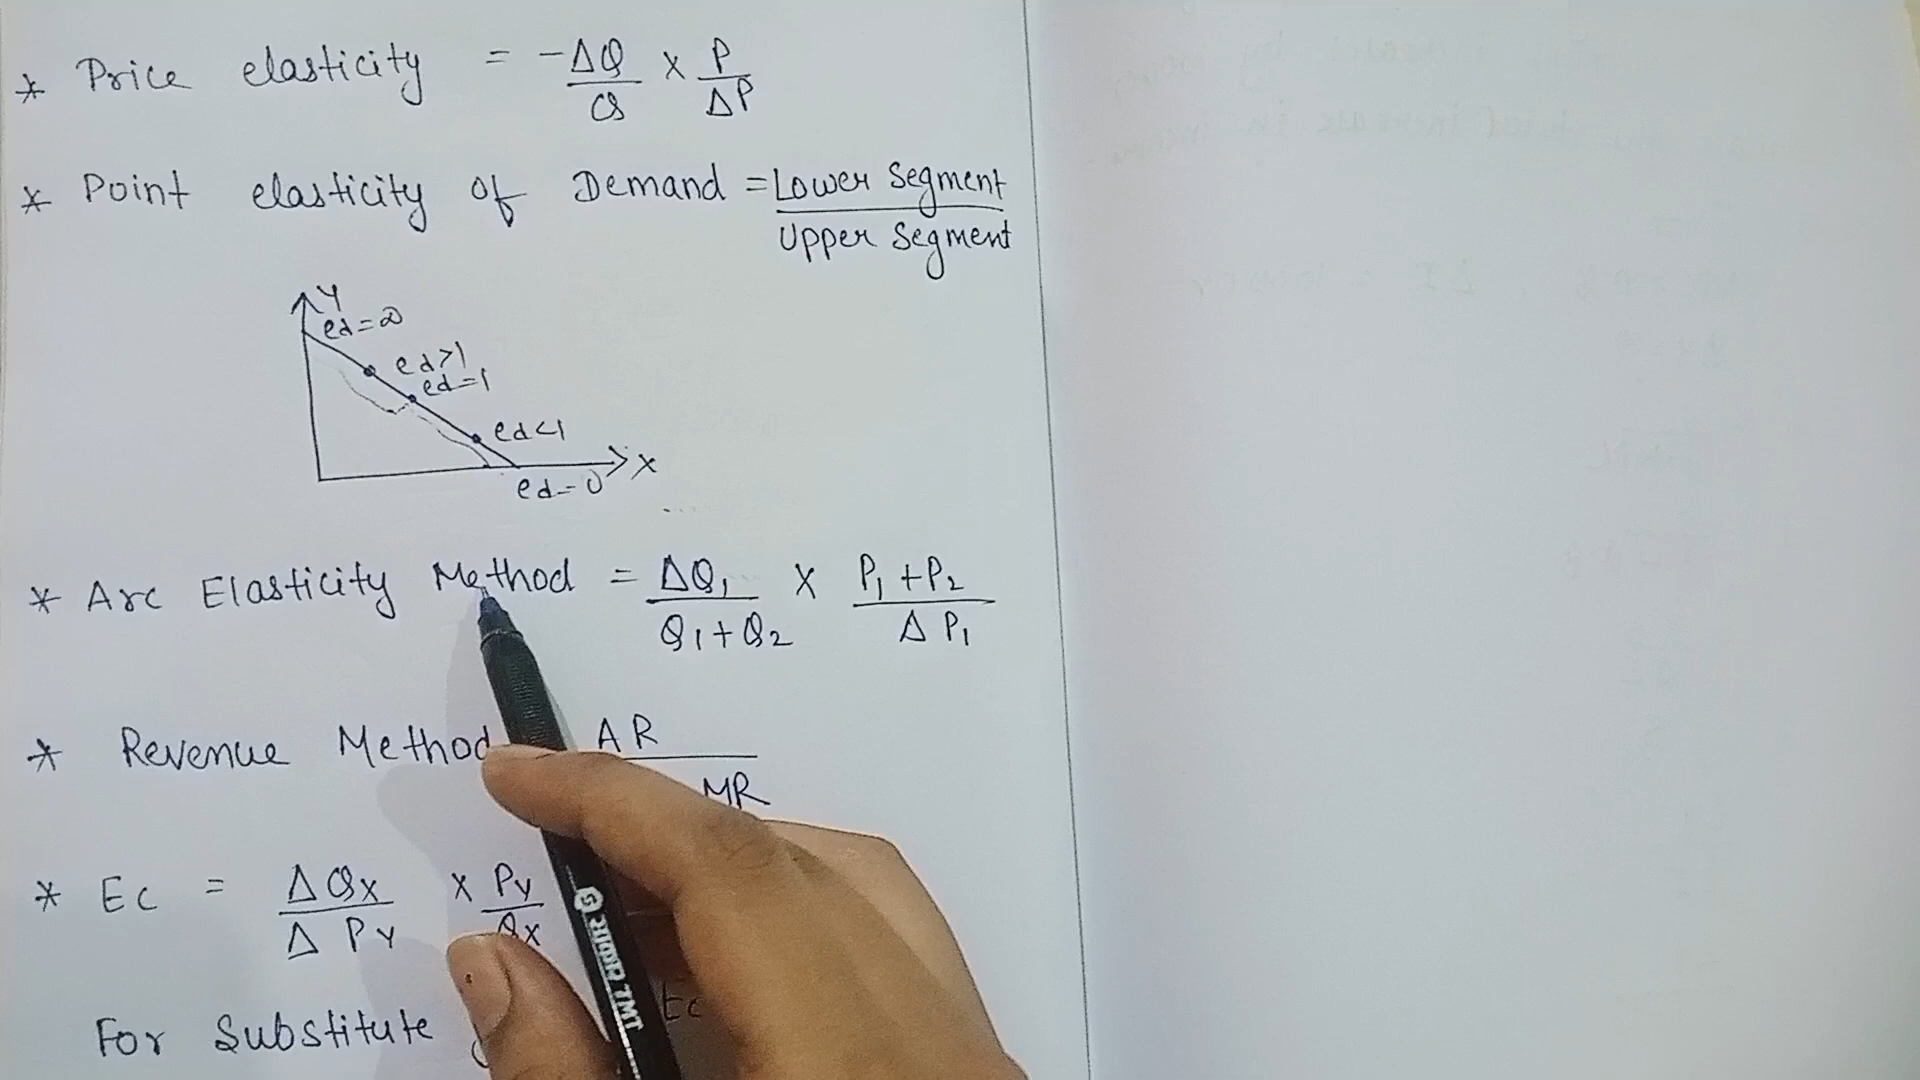 * Price elasticity = -ΔQ/Q × P/ΔP
* Point elasticity of Demand = Lower Segment/Upper Segment
Y
ed=∞
ed>1
ed=1
ed<1
X
ed=0
* Arc Elasticity Method = ΔQ1/Q1+Q2 × P1+P2/ΔP1
* Revenue Method AR/MR
* Ec = ΔQX/ΔPY × PY/QX
For Substitute Ec